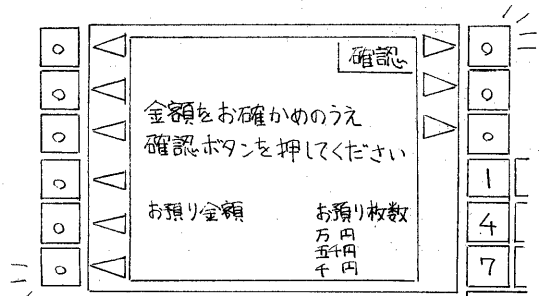 確認
金額をお確かめのうえ
確認ボタンを押してください
お預り金額
お預り枚数
万円
五千円
千円
1
4
7